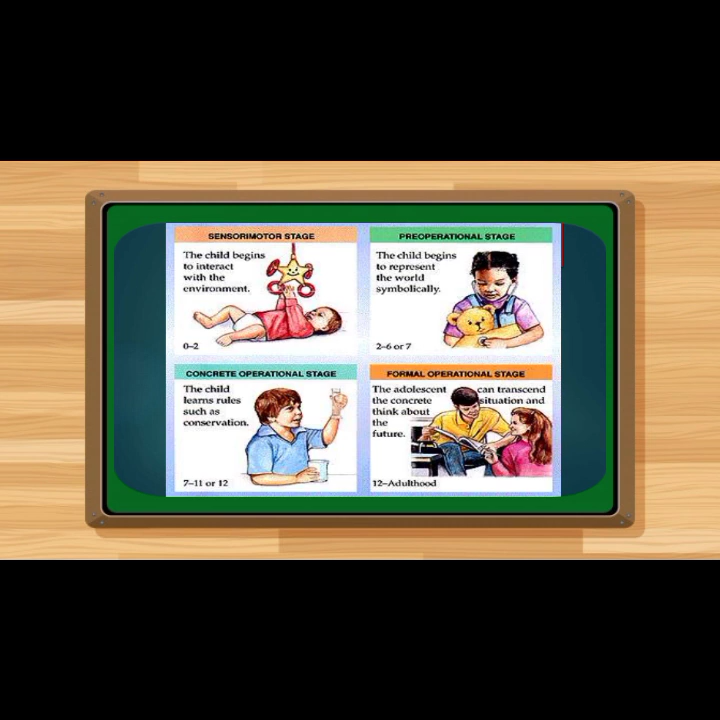 SENSORIMOTOR STAGE
The child begins
to interact
with the
environment.
0–2
PREOPERATIONAL STAGE
The child begins
to represent
the world
symbolically.
2–6 or 7
CONCRETE OPERATIONAL STAGE
The child
learns rules
such as
conservation.
7–11 or 12
FORMAL OPERATIONAL STAGE
The adolescent can transcend
the concrete situation and
think about
the
future.
12–Adulthood